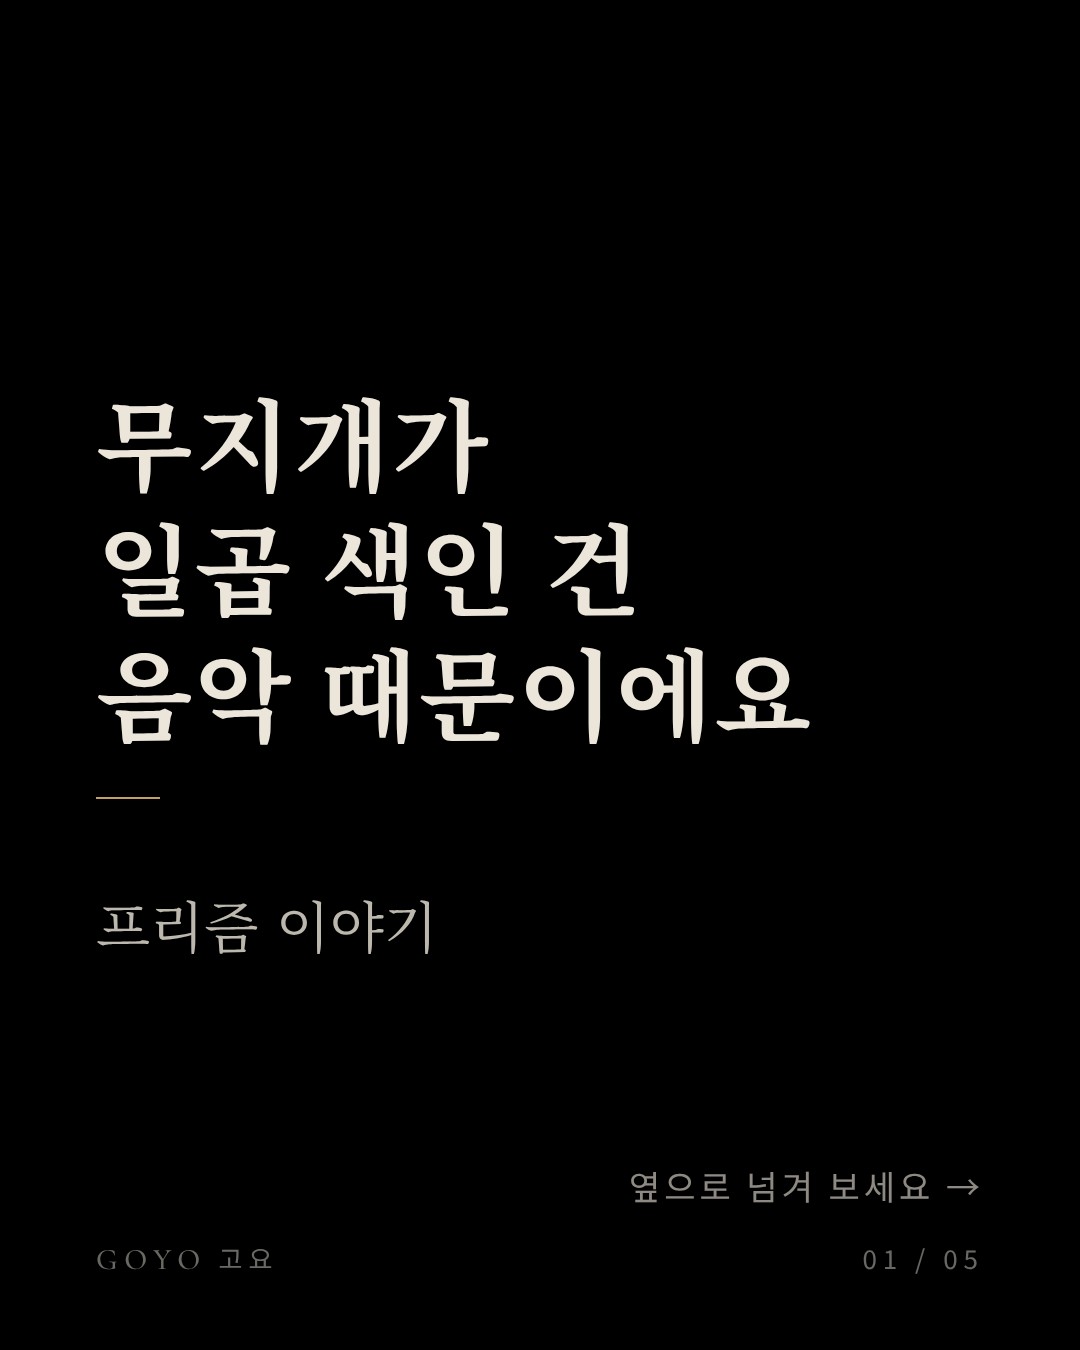 무지개가
일곱 색인 건
음악 때문이에요
프리즘 이야기
옆으로 넘겨 보세요 →
GOYO 고요
01 / 05